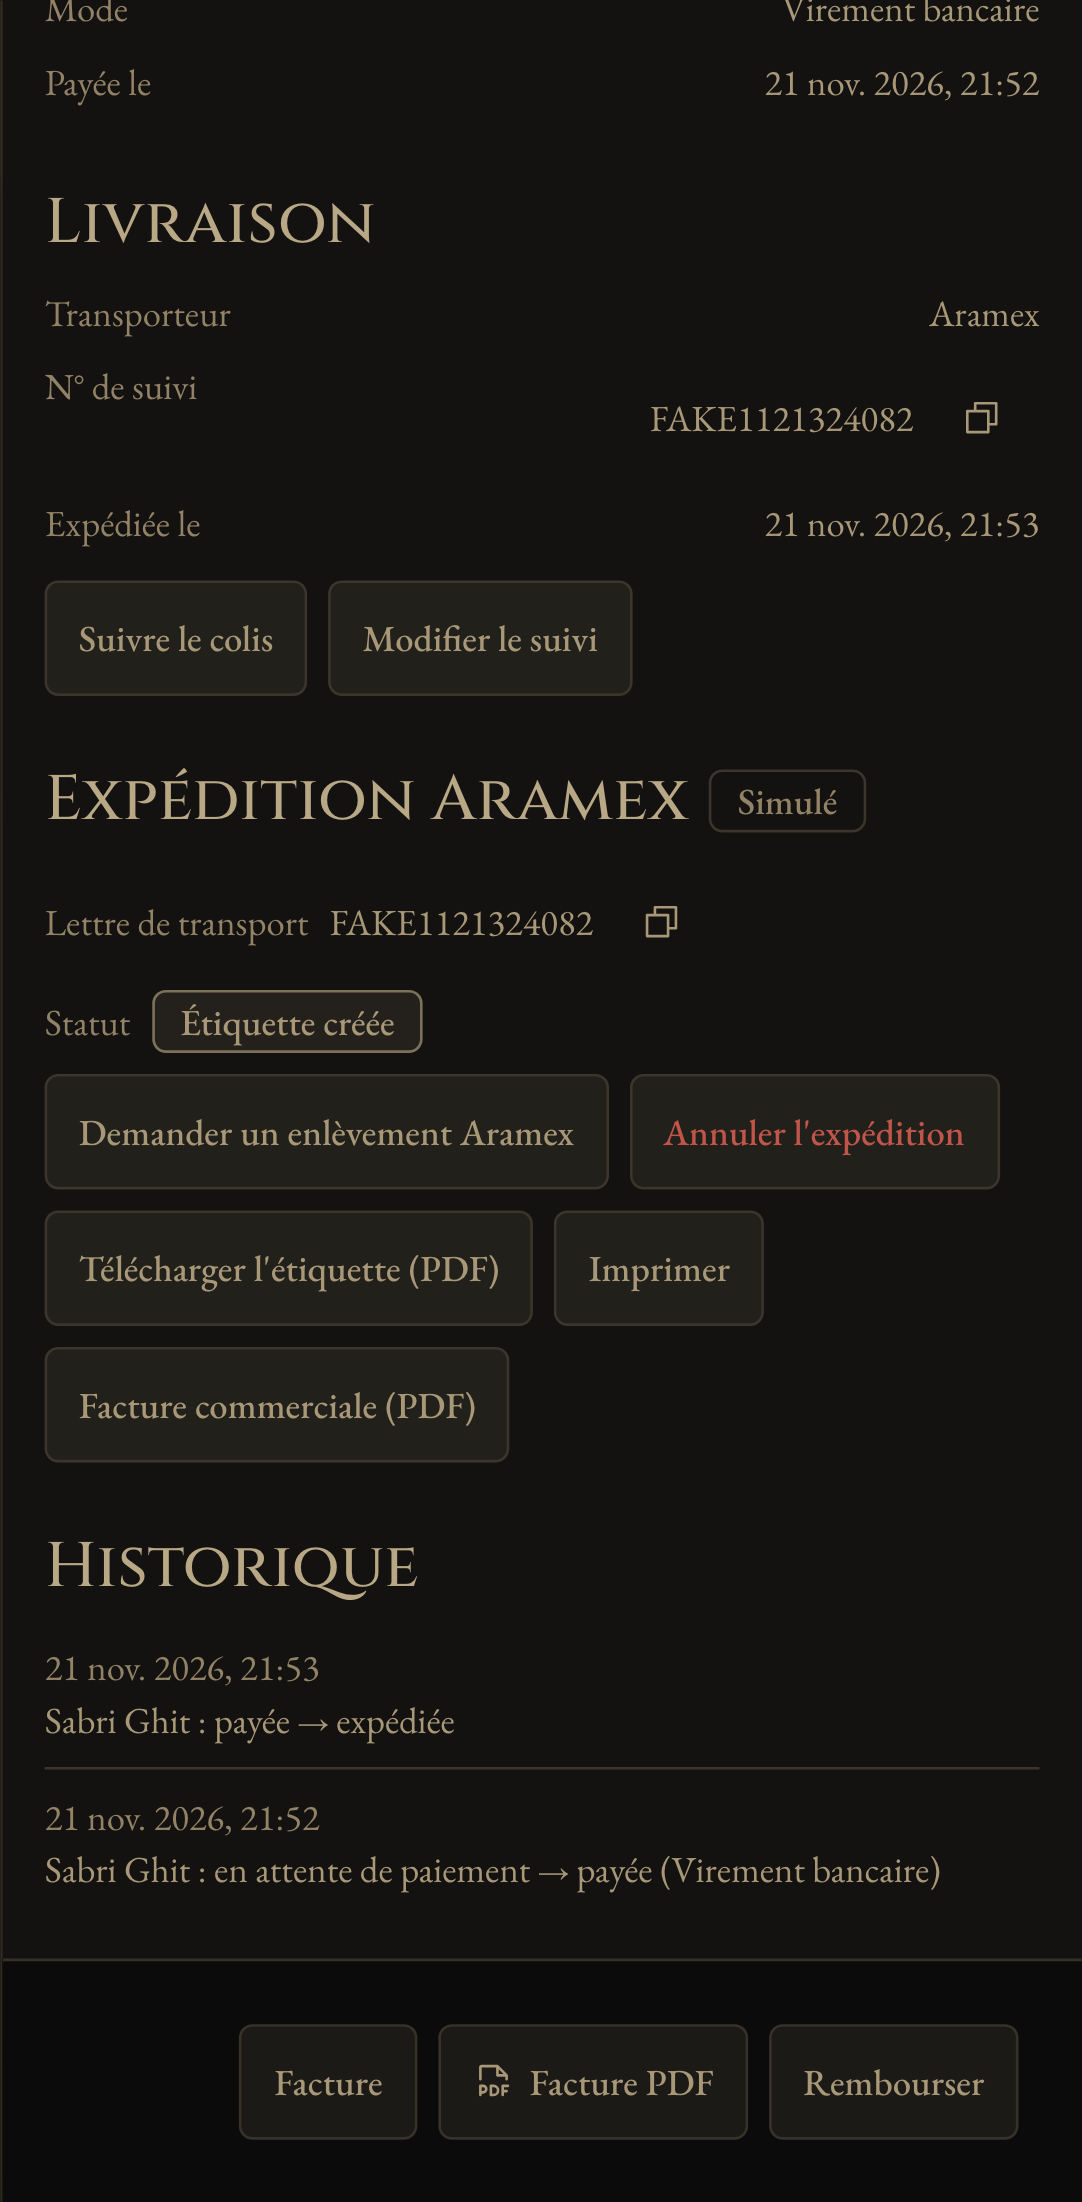 Mode Virement bancaire
Payée le 21 nov. 2026, 21:52
Livraison
Transporteur Aramex
N° de suivi
FAKE1121324082
Expédiée le 21 nov. 2026, 21:53
Suivre le colis Modifier le suivi
Expédition Aramex Simulé
Lettre de transport FAKE1121324082
Statut Étiquette créée
Demander un enlèvement Aramex Annuler l'expédition
Télécharger l'étiquette (PDF) Imprimer
Facture commerciale (PDF)
Historique
21 nov. 2026, 21:53
Sabri Ghit : payée → expédiée
21 nov. 2026, 21:52
Sabri Ghit : en attente de paiement → payée (Virement bancaire)
Facture PDF Facture PDF Rembourser